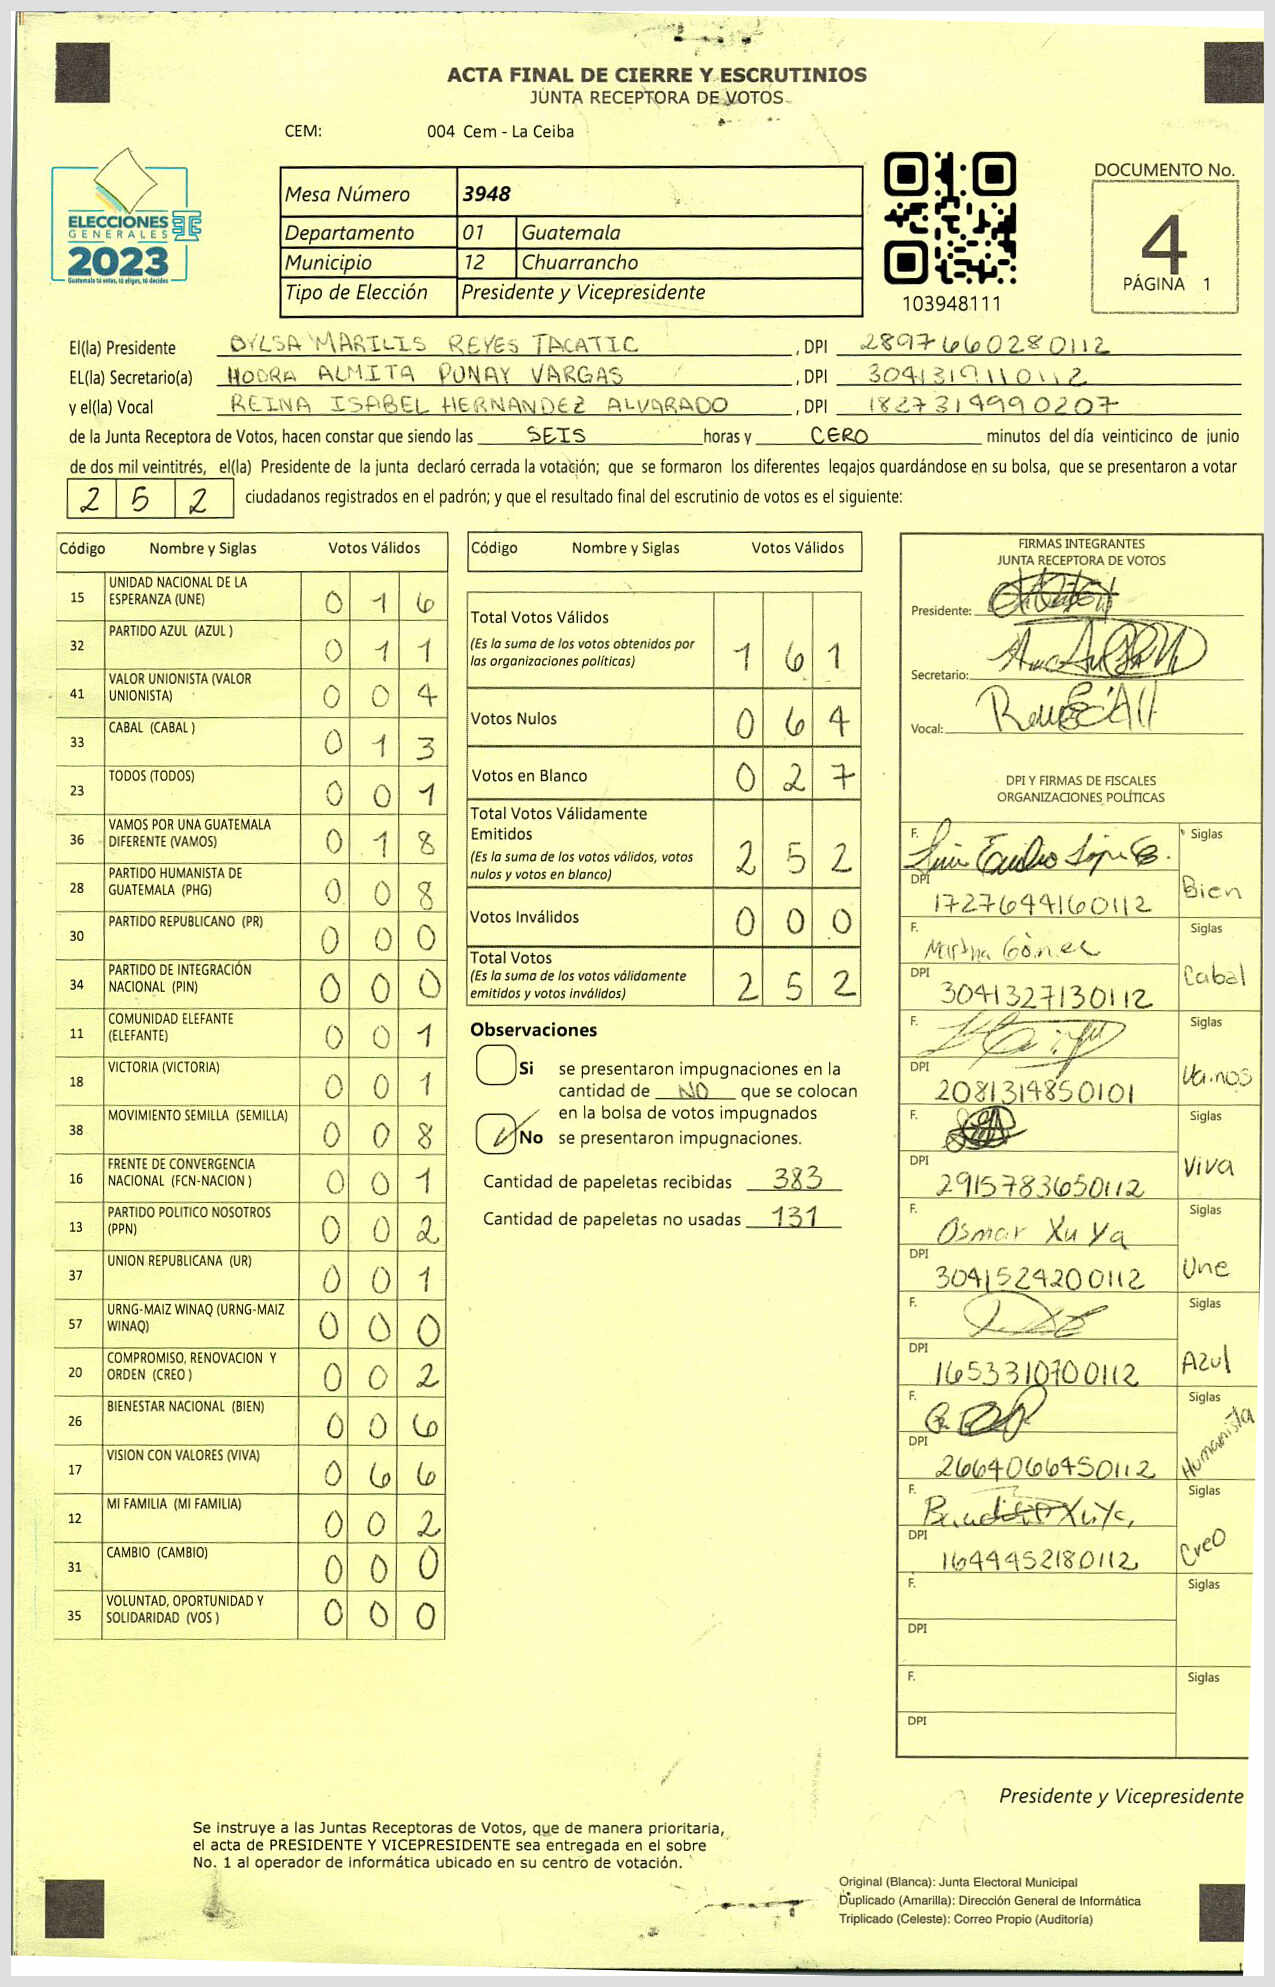 ACTA FINAL DE CIERRE Y ESCRUTINIOS
JUNTA RECEPTORA DE VOTOS
CEM: 004 Cem - La Ceiba
ELECCIONES
GENERALES
2023
Guatemala tú votas, tú eliges, tú decides
Mesa Número 3948
Departamento 01 Guatemala
Municipio 12 Chuarrancho
Tipo de Elección Presidente y Vicepresidente
103948111
DOCUMENTO No.
4
PÁGINA 1
El(la) Presidente DYLSA MARILIS REYES TACATIC, DPI 2897660280112
EL(la) Secretario(a) HODRA ALMITA PUNAY VARGAS, DPI 3041319110112
y el(la) Vocal REINA ISABEL HERNANDEZ ALVARADO, DPI 1827314990207
de la Junta Receptora de Votos, hacen constar que siendo las SEIS horas y CERO minutos del día veinticinco de junio
de dos mil veintitrés, el(la) Presidente de la junta declaró cerrada la votación; que se formaron los diferentes legajos guardándose en su bolsa, que se presentaron a votar
252 ciudadanos registrados en el padrón; y que el resultado final del escrutinio de votos es el siguiente:
Código Nombre y Siglas Votos Válidos
15 UNIDAD NACIONAL DE LA ESPERANZA (UNE) 0 1 6
32 PARTIDO AZUL (AZUL ) 0 1 1
41 VALOR UNIONISTA (VALOR UNIONISTA) 0 0 4
33 CABAL (CABAL ) 0 1 3
23 TODOS (TODOS) 0 0 1
36 VAMOS POR UNA GUATEMALA DIFERENTE (VAMOS) 0 1 8
28 PARTIDO HUMANISTA DE GUATEMALA (PHG) 0 0 8
30 PARTIDO REPUBLICANO (PR) 0 0 0
34 PARTIDO DE INTEGRACIÓN NACIONAL (PIN) 0 0 0
11 COMUNIDAD ELEFANTE (ELEFANTE) 0 0 1
18 VICTORIA (VICTORIA) 0 0 1
38 MOVIMIENTO SEMILLA (SEMILLA) 0 0 8
16 FRENTE DE CONVERGENCIA NACIONAL (FCN-NACION ) 0 0 1
13 PARTIDO POLITICO NOSOTROS (PPN) 0 0 2
37 UNION REPUBLICANA (UR) 0 0 1
57 URNG-MAIZ WINAQ (URNG-MAIZ WINAQ) 0 0 0
20 COMPROMISO, RENOVACION Y ORDEN (CREO ) 0 0 2
26 BIENESTAR NACIONAL (BIEN) 0 0 6
17 VISION CON VALORES (VIVA) 0 6 6
12 MI FAMILIA (MI FAMILIA) 0 0 2
31 CAMBIO (CAMBIO) 0 0 0
35 VOLUNTAD, OPORTUNIDAD Y SOLIDARIDAD (VOS ) 0 0 0
Código Nombre y Siglas Votos Válidos
Total Votos Válidos
(Es la suma de los votos obtenidos por las organizaciones políticas) 1 6 1
Votos Nulos 0 6 4
Votos en Blanco 0 2 7
Total Votos Válidamente Emitidos
(Es la suma de los votos válidos, votos nulos y votos en blanco) 2 5 2
Votos Inválidos 0 0 0
Total Votos
(Es la suma de los votos válidamente emitidos y votos inválidos) 2 5 2
Observaciones
Si se presentaron impugnaciones en la
cantidad de NO que se colocan
en la bolsa de votos impugnados
No se presentaron impugnaciones.
Cantidad de papeletas recibidas 383
Cantidad de papeletas no usadas 131
FIRMAS INTEGRANTES
JUNTA RECEPTORA DE VOTOS
Presidente:
Secretario:
Vocal:
DPI Y FIRMAS DE FISCALES
ORGANIZACIONES POLÍTICAS
F. Siglas
DPI 1727644160112 Bien
F. Martha Gómez Siglas
DPI 3041327130112 Cabal
F. Siglas
DPI 2081314850101 Vamos
F. Siglas
DPI 2915783650112 Viva
F. Osmar Xuya Siglas
DPI 3041524200112 Une
F. Siglas
DPI 1653310700112 Azul
F. Siglas
DPI 2664066450112 Humanista
F. Siglas
DPI 1644452180112 Creo
F. Siglas
DPI
F. Siglas
DPI
Presidente y Vicepresidente
Se instruye a las Juntas Receptoras de Votos, que de manera prioritaria,
el acta de PRESIDENTE Y VICEPRESIDENTE sea entregada en el sobre
No. 1 al operador de informática ubicado en su centro de votación.
Original (Blanca): Junta Electoral Municipal
Duplicado (Amarilla): Dirección General de Informática
Triplicado (Celeste): Correo Propio (Auditoría)